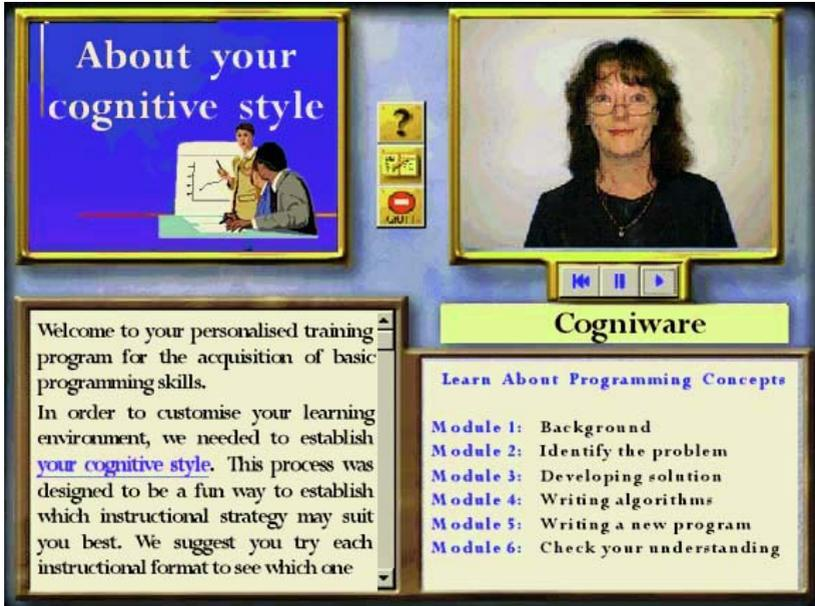 About your
cognitive style
?
QUIT
Cogniware
Welcome to your personalised training
program for the acquisition of basic
programming skills.
In order to customise your learning
environment, we needed to establish
your cognitive style. This process was
designed to be a fun way to establish
which instructional strategy may suit
you best. We suggest you try each
instructional format to see which one
Learn About Programming Concepts
Module 1: Background
Module 2: Identify the problem
Module 3: Developing solution
Module 4: Writing algorithms
Module 5: Writing a new program
Module 6: Check your understanding